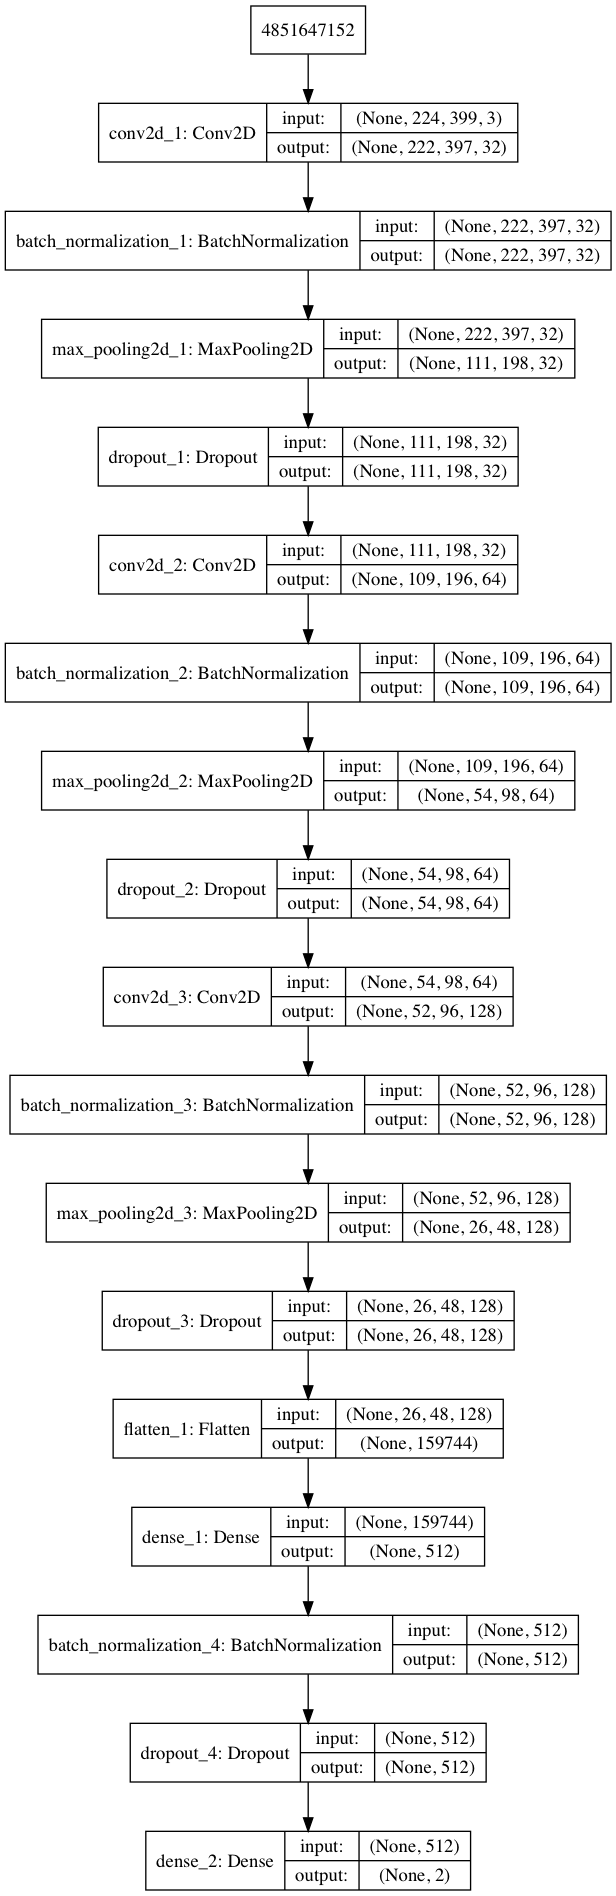 4851647152
conv2d_1: Conv2D
input: (None, 224, 399, 3)
output: (None, 222, 397, 32)
batch_normalization_1: BatchNormalization
input: (None, 222, 397, 32)
output: (None, 222, 397, 32)
max_pooling2d_1: MaxPooling2D
input: (None, 222, 397, 32)
output: (None, 111, 198, 32)
dropout_1: Dropout
input: (None, 111, 198, 32)
output: (None, 111, 198, 32)
conv2d_2: Conv2D
input: (None, 111, 198, 32)
output: (None, 109, 196, 64)
batch_normalization_2: BatchNormalization
input: (None, 109, 196, 64)
output: (None, 109, 196, 64)
max_pooling2d_2: MaxPooling2D
input: (None, 109, 196, 64)
output: (None, 54, 98, 64)
dropout_2: Dropout
input: (None, 54, 98, 64)
output: (None, 54, 98, 64)
conv2d_3: Conv2D
input: (None, 54, 98, 64)
output: (None, 52, 96, 128)
batch_normalization_3: BatchNormalization
input: (None, 52, 96, 128)
output: (None, 52, 96, 128)
max_pooling2d_3: MaxPooling2D
input: (None, 52, 96, 128)
output: (None, 26, 48, 128)
dropout_3: Dropout
input: (None, 26, 48, 128)
output: (None, 26, 48, 128)
flatten_1: Flatten
input: (None, 26, 48, 128)
output: (None, 159744)
dense_1: Dense
input: (None, 159744)
output: (None, 512)
batch_normalization_4: BatchNormalization
input: (None, 512)
output: (None, 512)
dropout_4: Dropout
input: (None, 512)
output: (None, 512)
dense_2: Dense
input: (None, 512)
output: (None, 2)